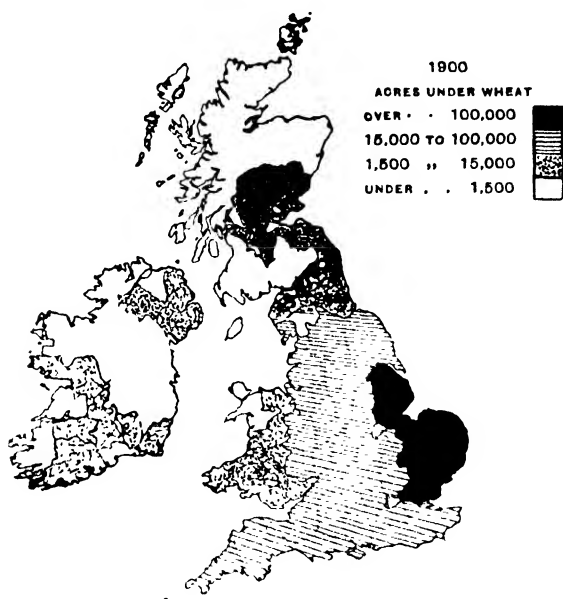 1900
ACRES UNDER WHEAT
OVER · · 100,000
15,000 TO 100,000
1,500 „ 15,000
UNDER . . 1,500